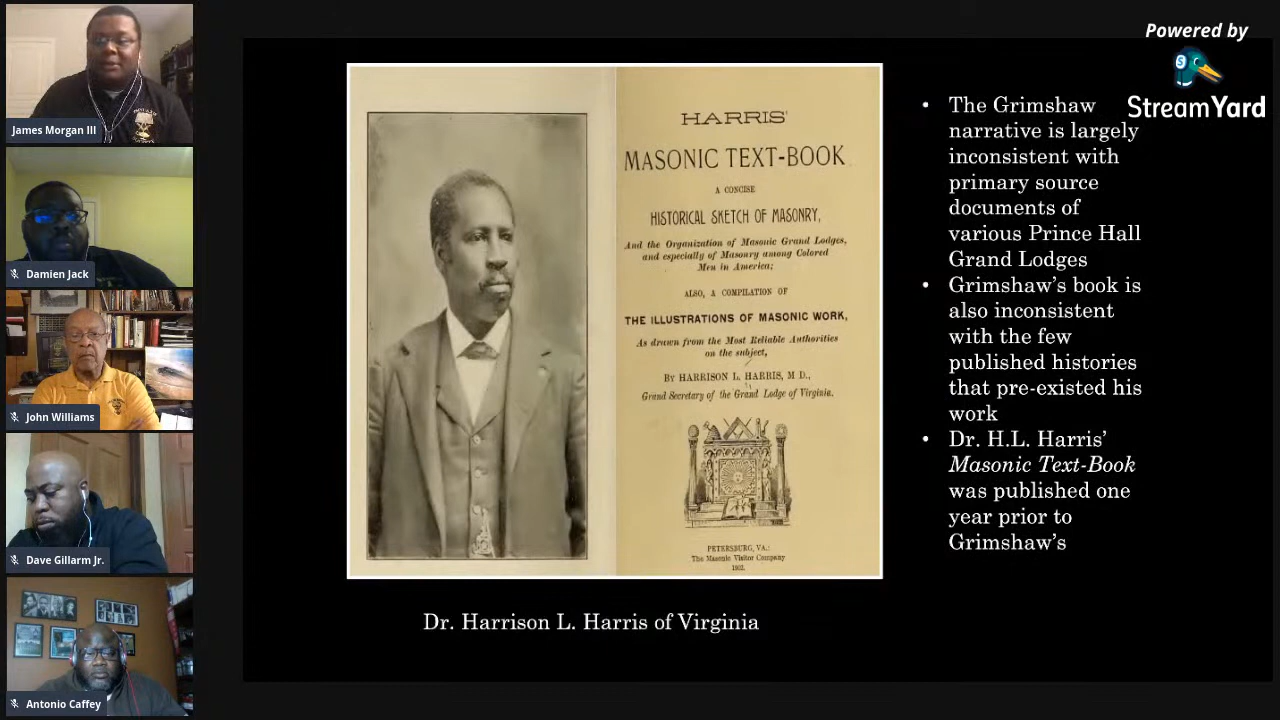 Powered by
StreamYard
James Morgan III
Damien Jack
John Williams
Dave Gillarm Jr.
Antonio Caffey
HARRIS'
MASONIC TEXT-BOOK
A CONCISE
HISTORICAL SKETCH OF MASONRY,
And the Organization of Masonic Grand Lodges,
and especially of Masonry among Colored
Men in America;
ALSO, A COMPILATION OF
THE ILLUSTRATIONS OF MASONIC WORK,
As drawn from the Most Reliable Authorities
on the subject,
BY HARRISON L. HARRIS, M D.,
Grand Secretary of the Grand Lodge of Virginia.
PETERSBURG, VA.:
The Masonic Visitor Company
1902.
Dr. Harrison L. Harris of Virginia
• The Grimshaw
narrative is largely
inconsistent with
primary source
documents of
various Prince Hall
Grand Lodges
• Grimshaw's book is
also inconsistent
with the few
published histories
that pre-existed his
work
• Dr. H.L. Harris'
Masonic Text-Book
was published one
year prior to
Grimshaw's